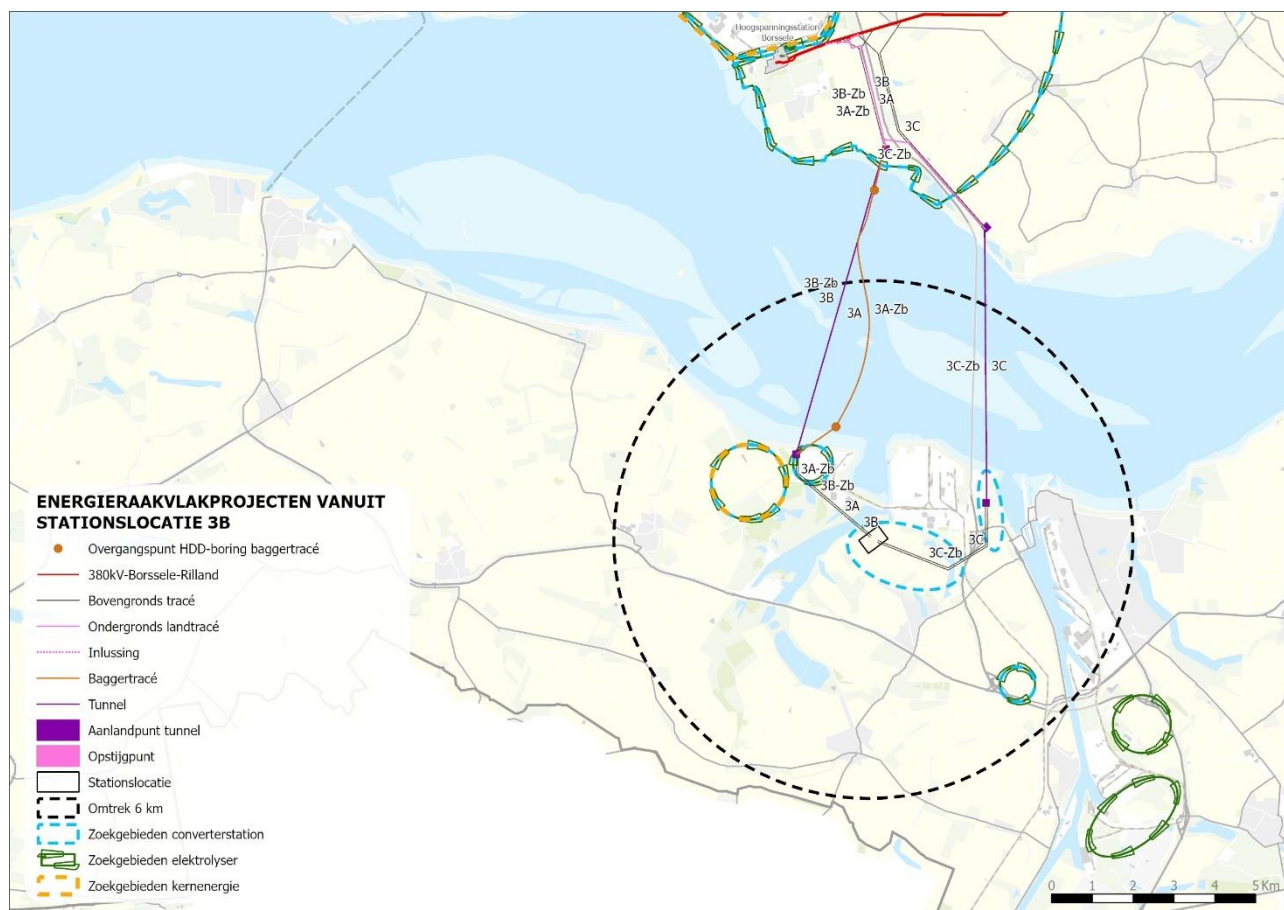 Hoogspanningsstation
Borssele
3B
3B-Zb
3A
3A-Zb
3C
3C-Zb
3B-Zb
3B
3A-Zb
3A
3C-Zb
3C
3A-Zb
3B-Zb
3A
3B
3C
3C-Zb
ENERGIERAAKVLAKPROJECTEN VANUIT
STATIONSLOCATIE 3B
Overgangspunt HDD-boring baggertracé
380kV-Borssele-Rilland
Bovengronds tracé
Ondergronds landtracé
Inlussing
Baggertracé
Tunnel
Aanlandpunt tunnel
Opstijgpunt
Stationslocatie
Omtrek 6 km
Zoekgebieden converterstation
Zoekgebieden elektrolyser
Zoekgebieden kernenergie
0 1 2 3 4 5 Km